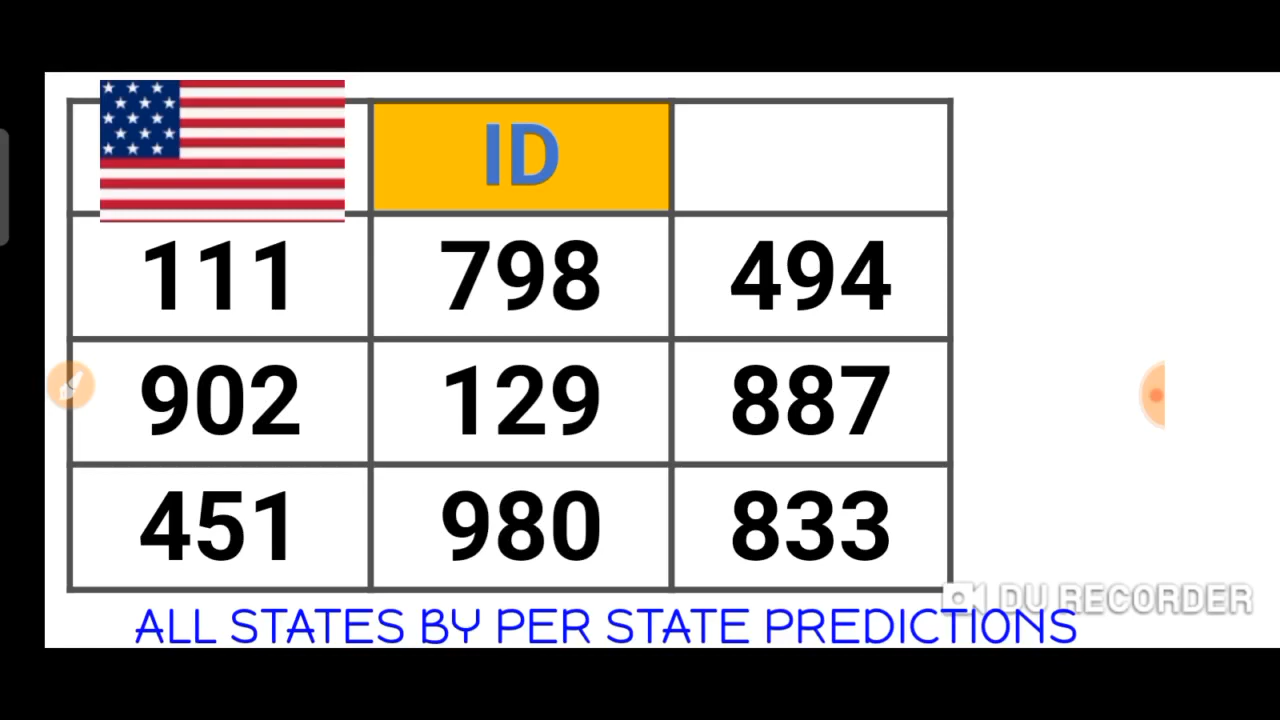 ID
111 798 494
902 129 887
451 980 833
DU RECORDER
ALL STATES BY PER STATE PREDICTIONS